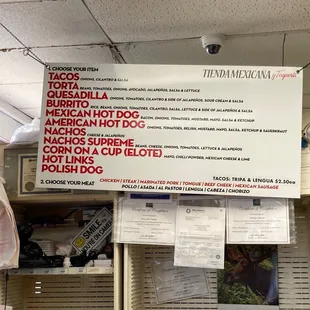 TIENDA MEXICANA y Taqueria
1. CHOOSE YOUR ITEM
TACOS ONIONS, CILANTRO & SALSA
TORTA BEANS, TOMATOES, ONIONS, AVOCADO, JALAPEÑOS, SALSA & LETTUCE
QUESADILLA ONIONS, TOMATOES, CILANTRO & SIDE OF JALAPEÑOS, SOUR CREAM & SALSA
BURRITO RICE, BEANS, ONIONS, TOMATOES, CILANTRO & SIDE OF JALAPEÑOS & SALSA
MEXICAN HOT DOG BACON, ONIONS, TOMATOES, MUSTARD, MAYO, SALSA & KETCHUP
AMERICAN HOT DOG ONIONS, TOMATOES, RELISH, MUSTARD, MAYO, SALSA, KETCHUP & SAUERKRAUT
NACHOS CHEESE & JALAPEÑOS
NACHOS SUPREME BEANS, CHEESE, ONIONS, TOMATOES, LETTUCE & JALAPEÑOS
CORN ON A CUP (ELOTE) MAYO, CHILLY POWDER, MEXICAN CHEESE & LIME
HOT LINKS
POLISH DOG
TACOS: TRIPA & LENGUA $2.50ea
2. CHOOSE YOUR MEAT
CHICKEN / STEAK / MARINATED PORK / TONGUE / BEEF CHEEK / MEXICAN SAUSAGE
POLLO / ASADA / AL PASTOR / LENGUA / CABEZA / CHORIZO
SMILE